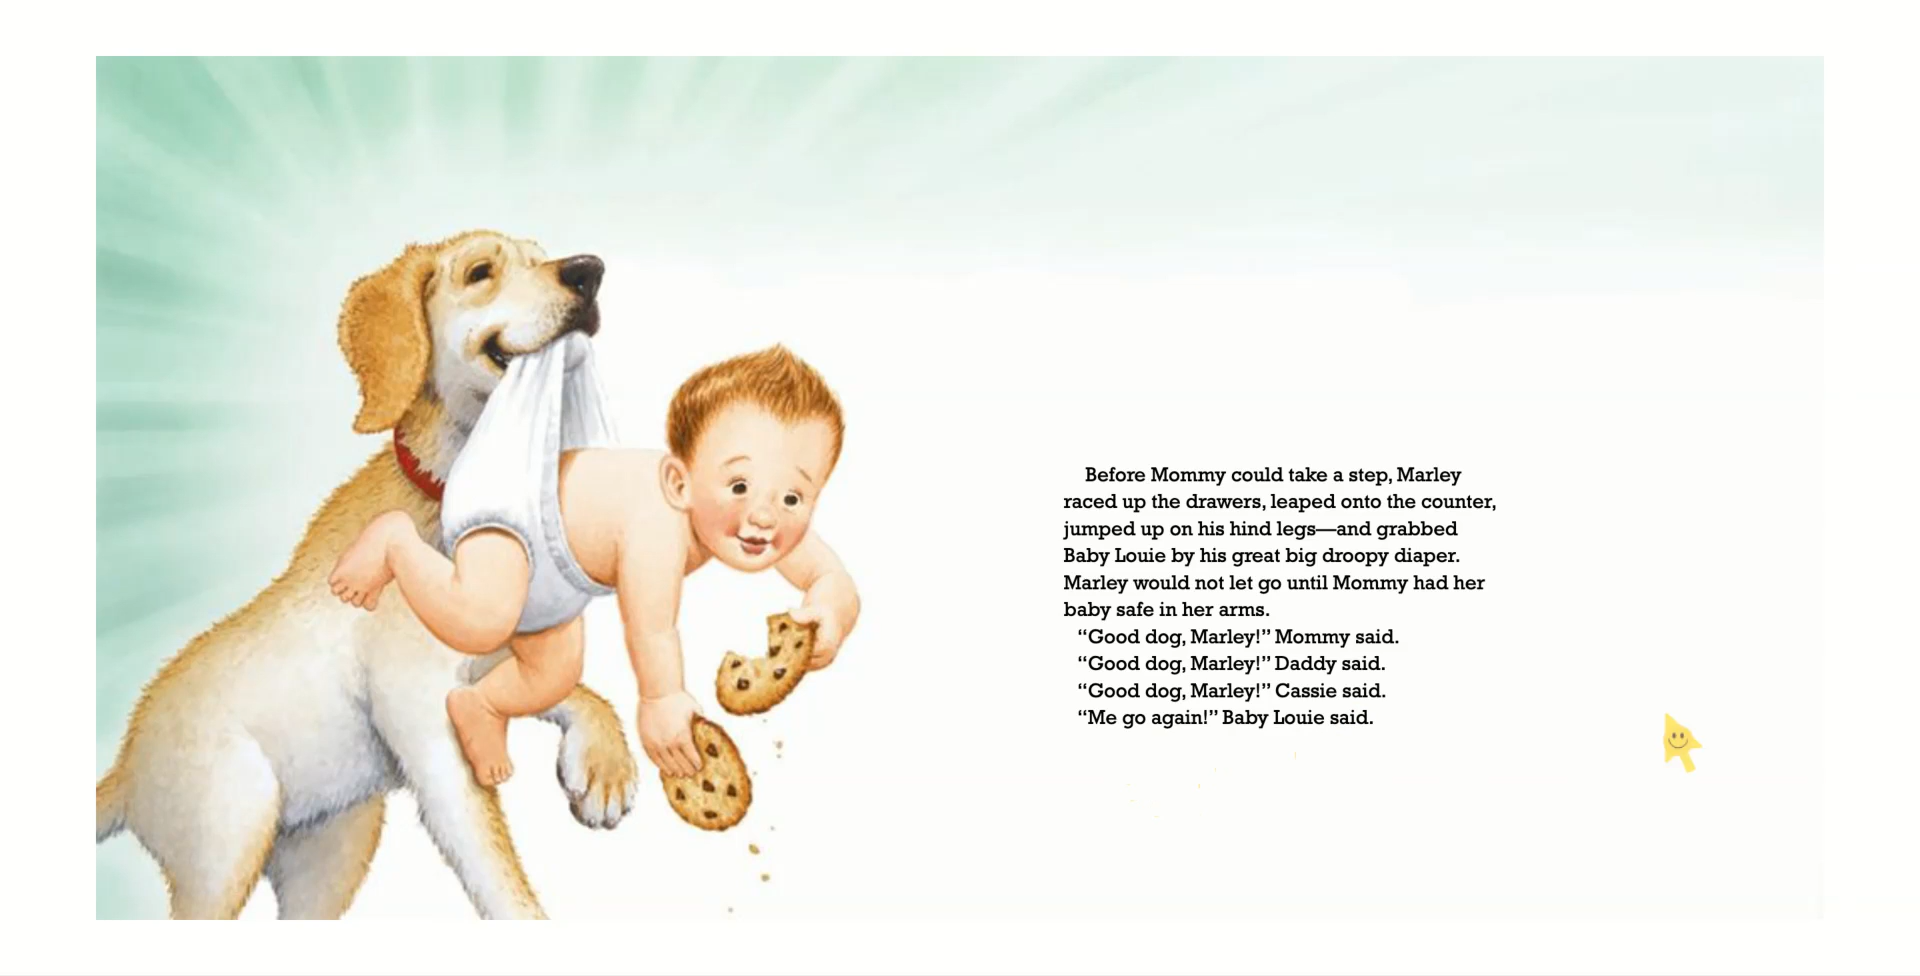 Before Mommy could take a step, Marley
raced up the drawers, leaped onto the counter,
jumped up on his hind legs—and grabbed
Baby Louie by his great big droopy diaper.
Marley would not let go until Mommy had her
baby safe in her arms.
“Good dog, Marley!” Mommy said.
“Good dog, Marley!” Daddy said.
“Good dog, Marley!” Cassie said.
“Me go again!” Baby Louie said.